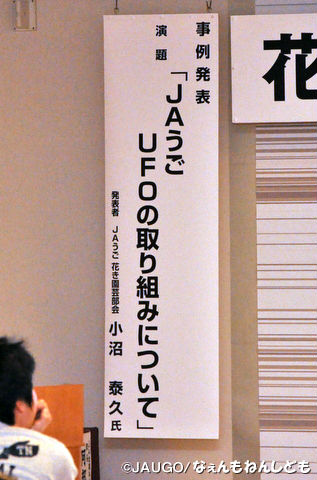 事例発表
演題
「JAうご
UFOの取り組みについて」
発表者 JAうご 花き園芸部会 小沼 泰久 氏
花
TN
©JAUGO/なぇんもねんしども